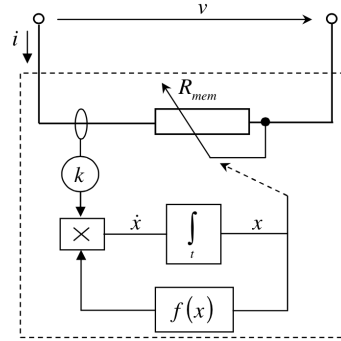 v
i
R_mem
k
ẋ
x
×
∫
t
f(x)